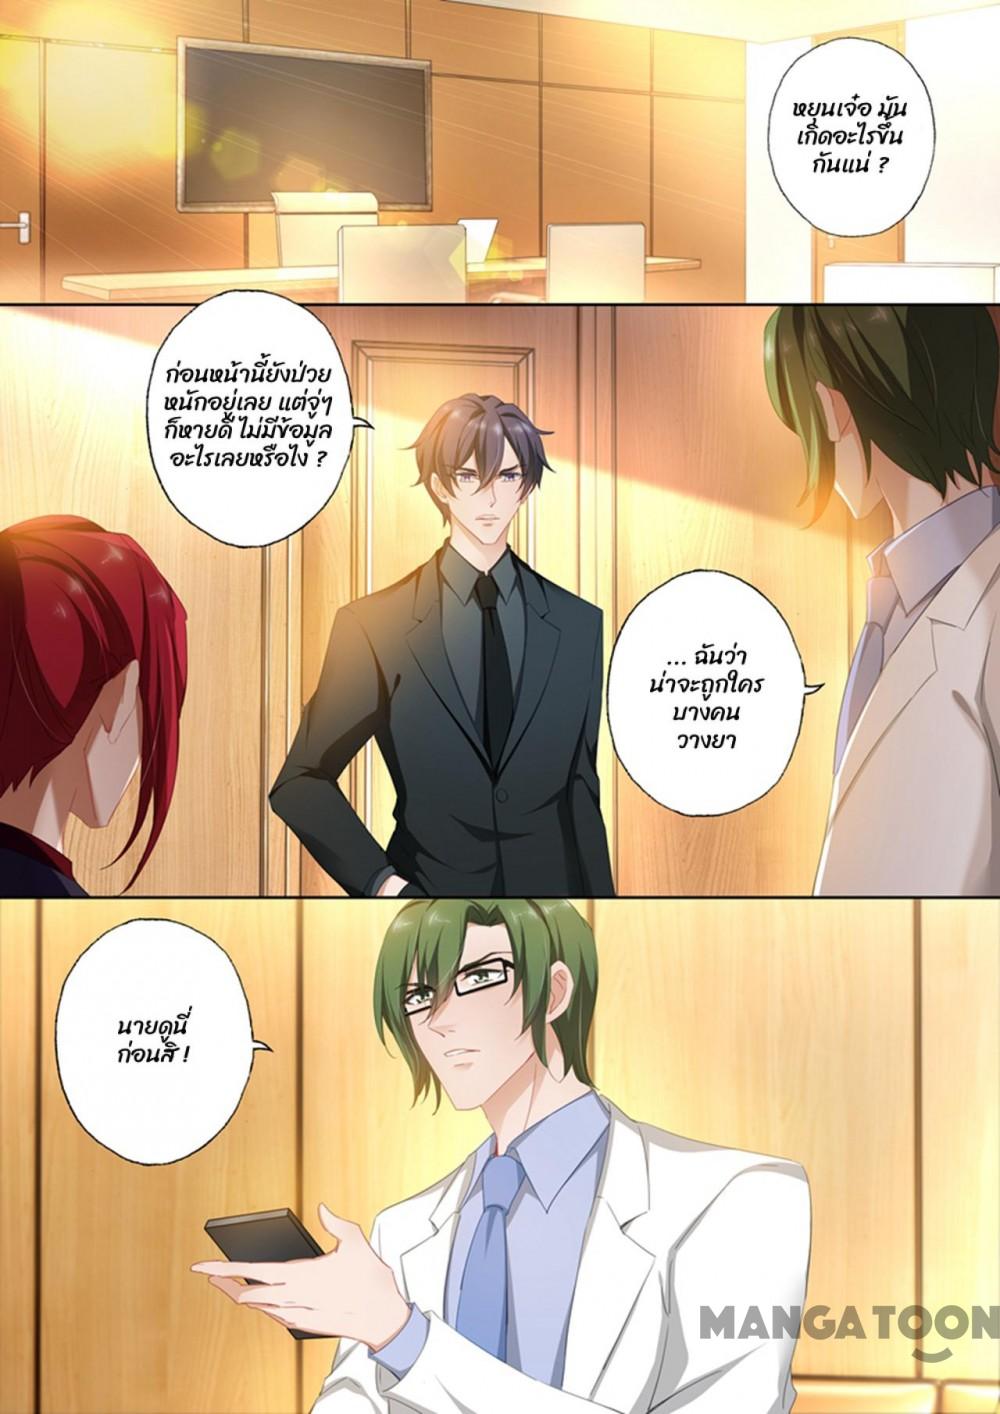 หยุนเจ๋อ มัน
เกิดอะไรขึ้น
กันแน่ ?
ก่อนหน้านี้ยังป่วย
หนักอยู่เลย แต่จู่ๆ
ก็หายดี ไม่มีข้อมูล
อะไรเลยหรือไง ?
... ฉันว่า
น่าจะถูกใคร
บางคน
วางยา
นายดูนี่
ก่อนสิ !
MANGATOON